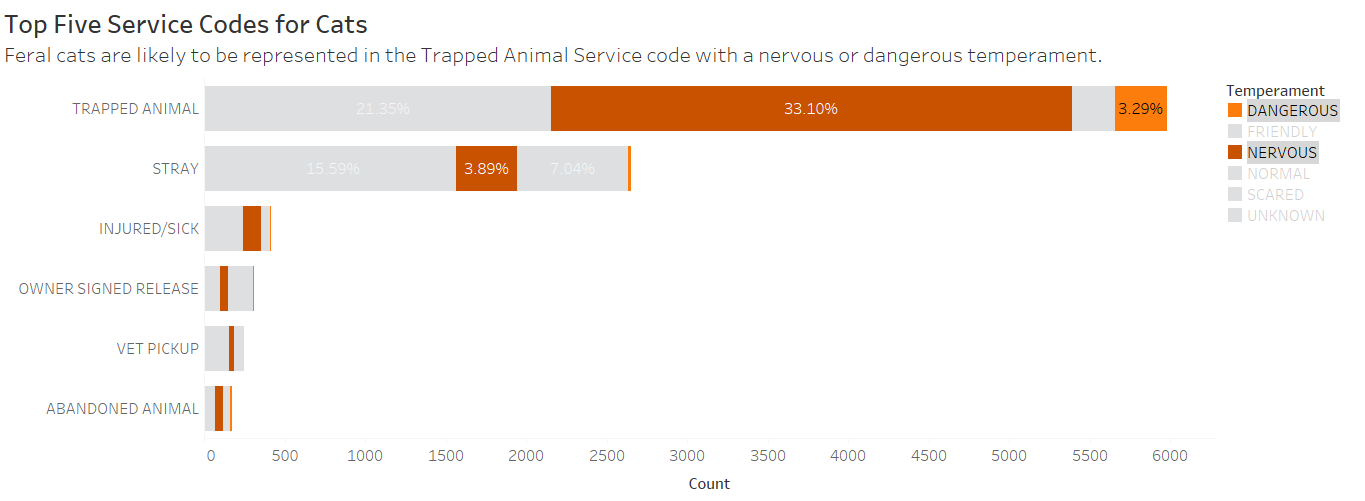 Top Five Service Codes for Cats
Feral cats are likely to be represented in the Trapped Animal Service code with a nervous or dangerous temperament.
Temperament
DANGEROUS
FRIENDLY
NERVOUS
NORMAL
SCARED
UNKNOWN
TRAPPED ANIMAL 21.35% 33.10% 3.29%
STRAY 15.59% 3.89% 7.04%
INJURED/SICK
OWNER SIGNED RELEASE
VET PICKUP
ABANDONED ANIMAL
0 500 1000 1500 2000 2500 3000 3500 4000 4500 5000 5500 6000
Count